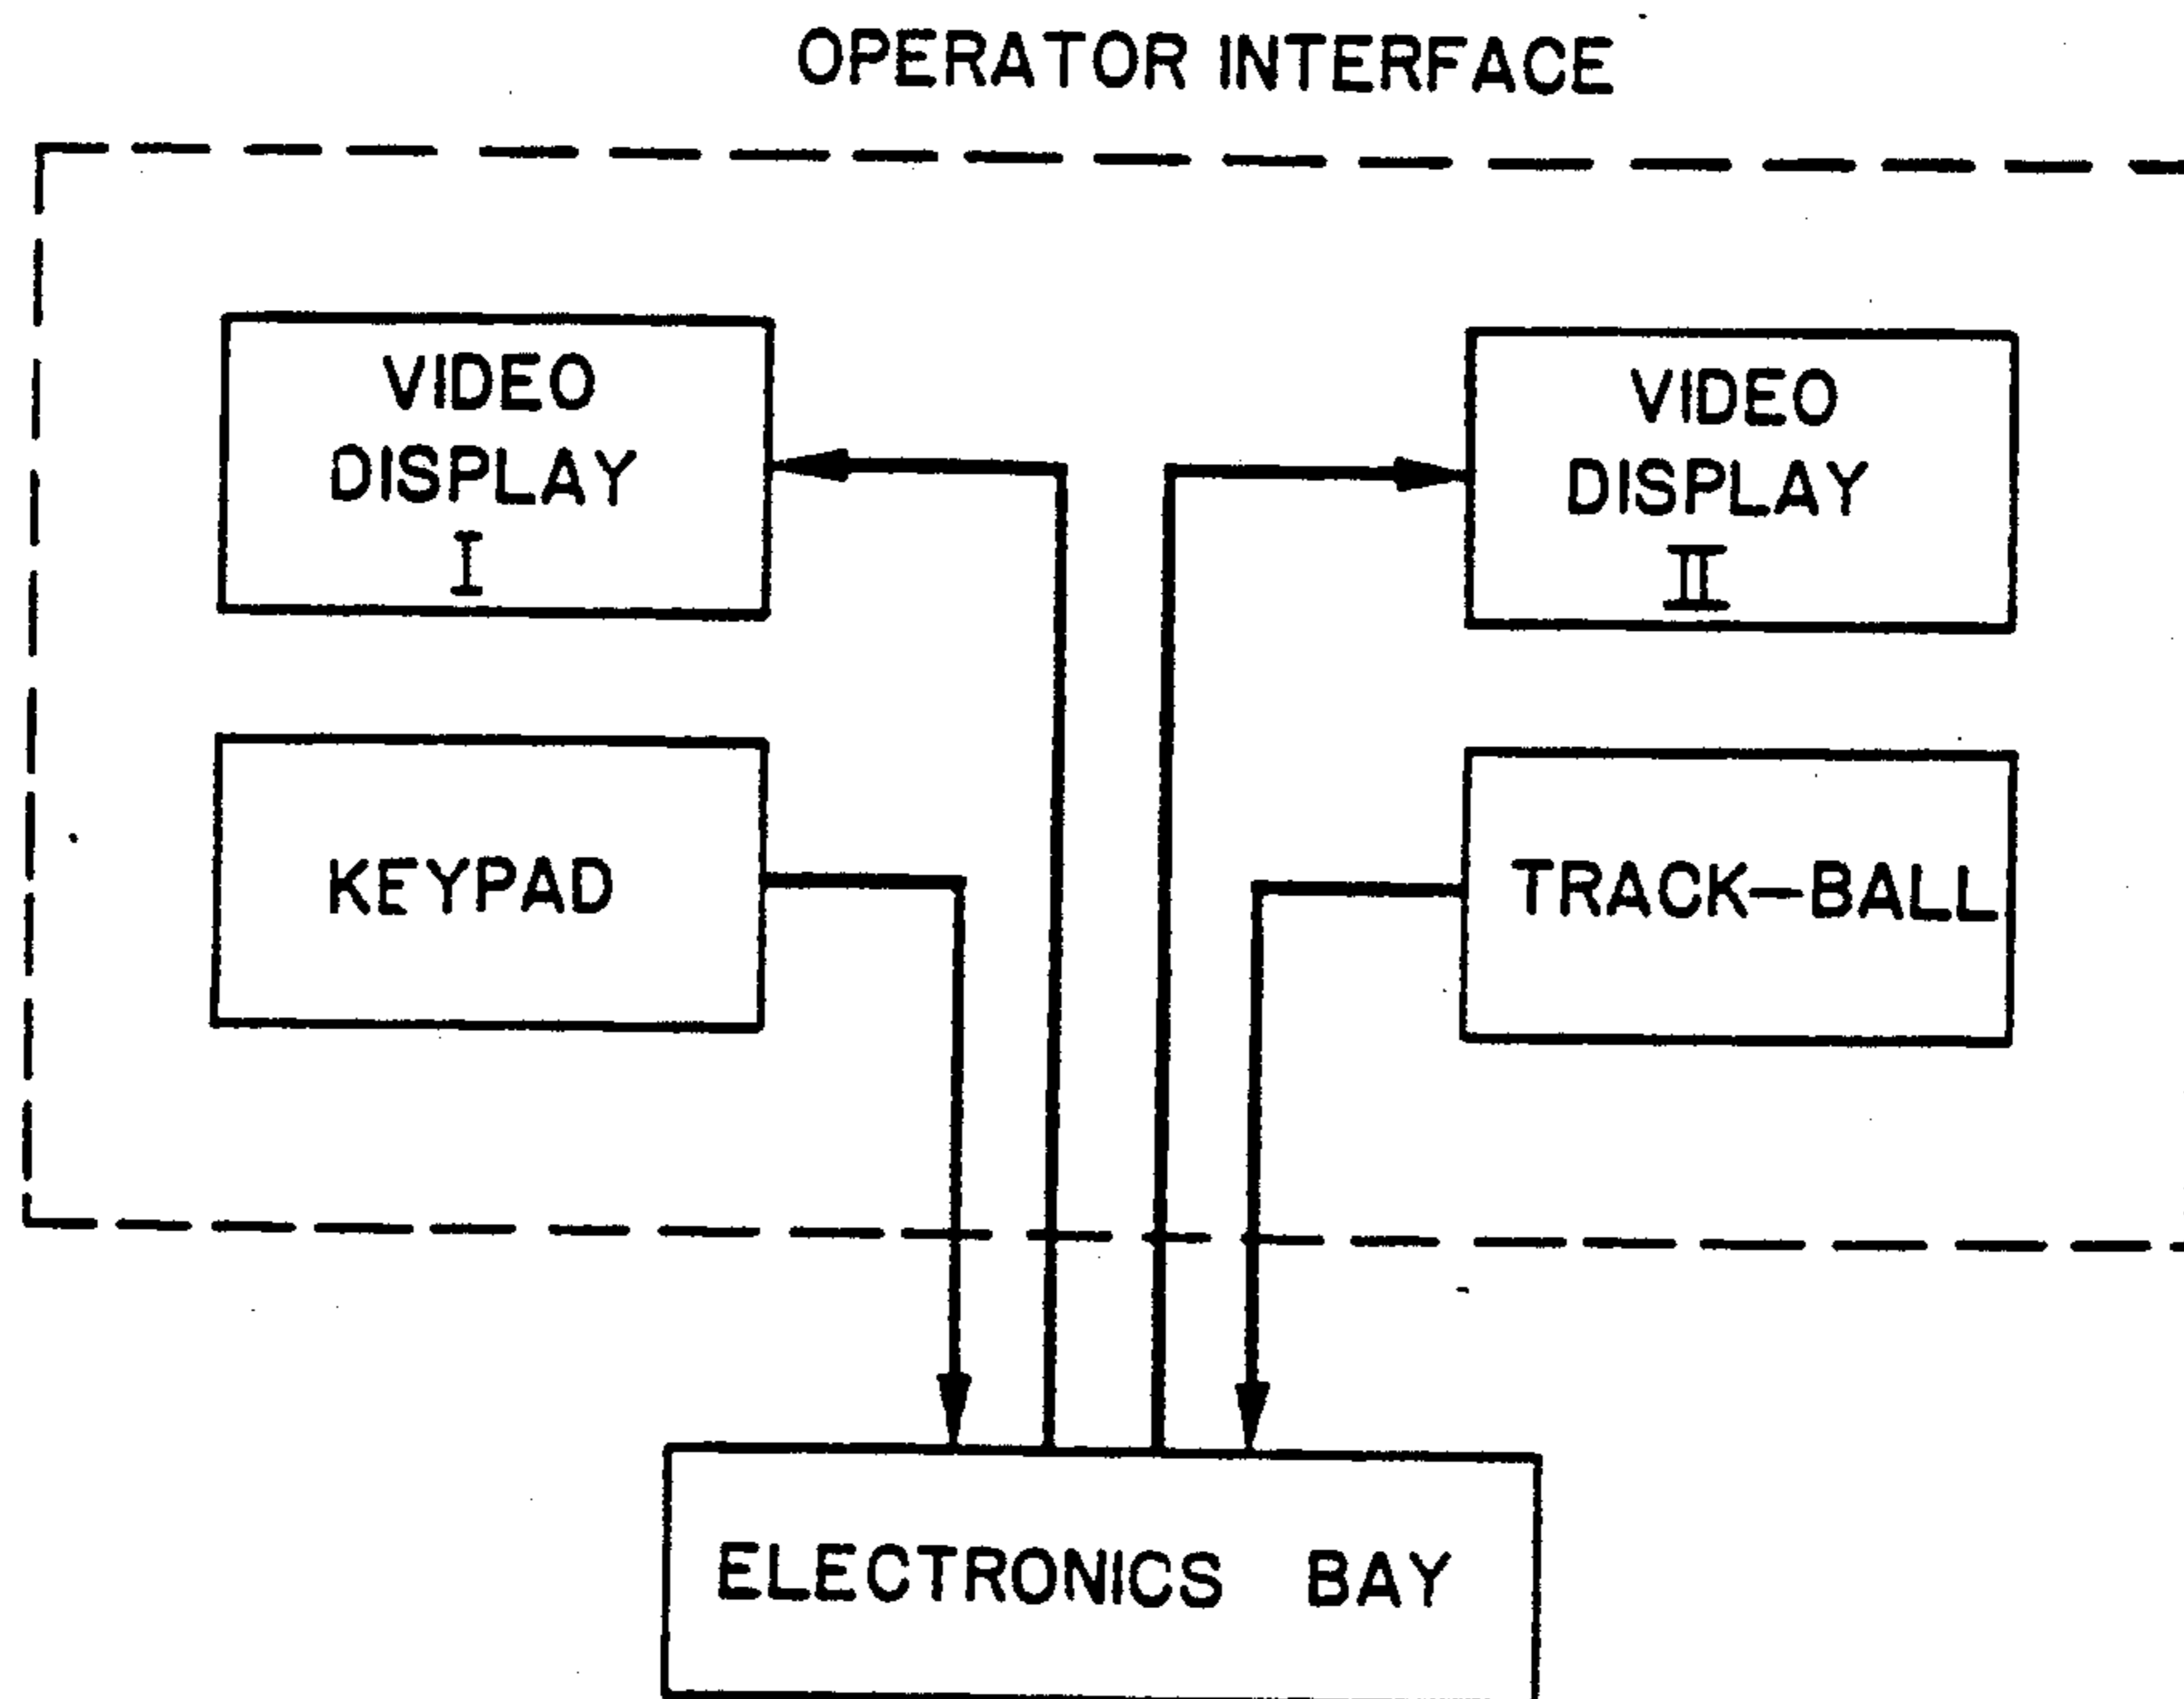 OPERATOR INTERFACE
VIDEO
DISPLAY
I
VIDEO
DISPLAY
II
KEYPAD
TRACK-BALL
ELECTRONICS BAY